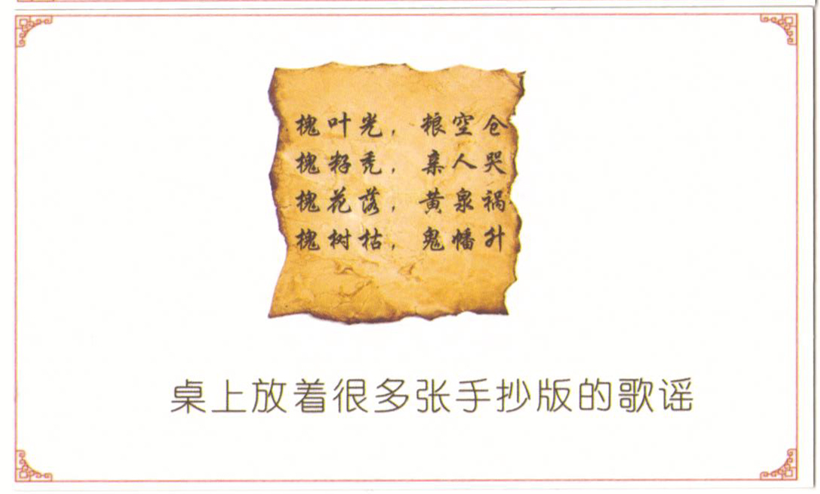 槐叶光，粮空仓
槐籽秃，亲人哭
槐花落，黄泉祸
槐树枯，鬼幡升
桌上放着很多张手抄版的歌谣